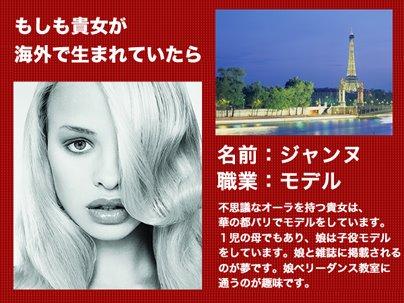 もしも貴女が
海外で生まれていたら
名前：ジャンヌ
職業：モデル
不思議なオーラを持つ貴女は、
華の都パリでモデルをしています。
１児の母でもあり、娘は子役モデル
をしています。娘と雑誌に掲載される
のが夢です。娘ベリーダンス教室に
通うのが趣味です。